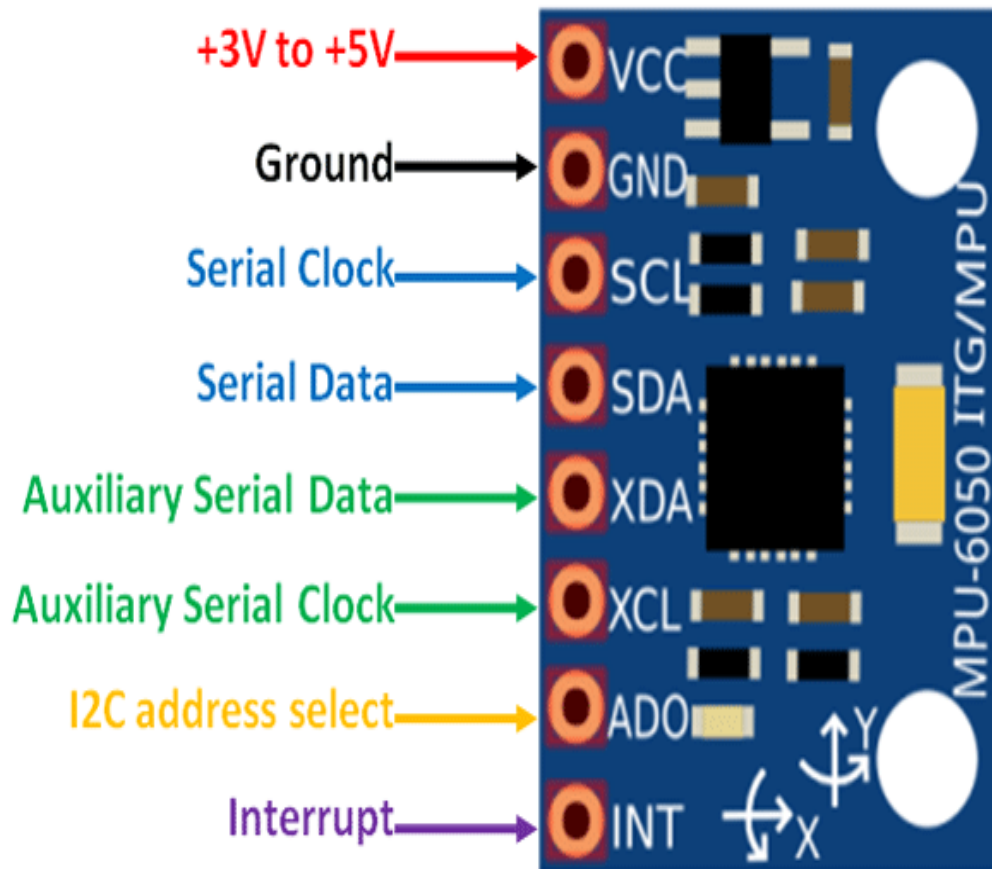 +3V to +5V
VCC
Ground
GND
Serial Clock
SCL
Serial Data
SDA
Auxiliary Serial Data
XDA
Auxiliary Serial Clock
XCL
I2C address select
ADO
Interrupt
INT
X
Y
MPU-6050 ITG/MPU